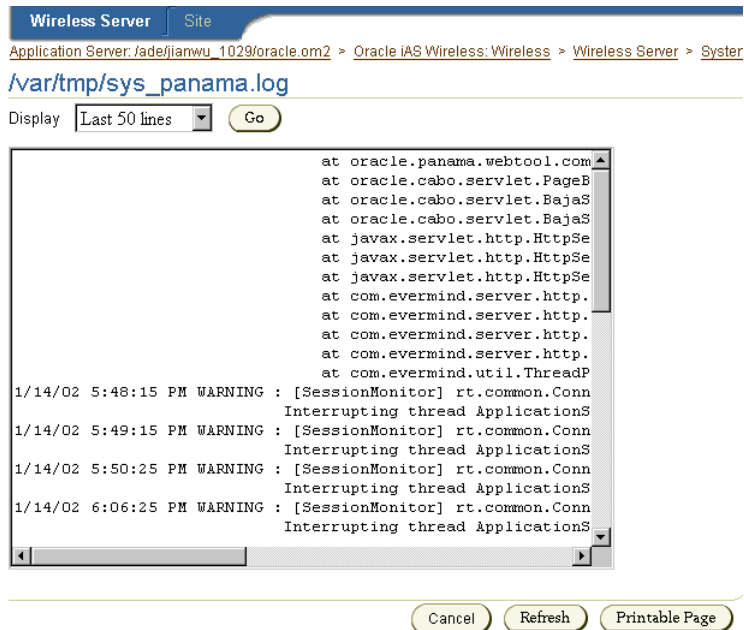 Wireless Server Site
Application Server: /ade/jianwu_1029/oracle.om2 > Oracle iAS Wireless: Wireless > Wireless Server > System
/var/tmp/sys_panama.log
Display Last 50 lines Go
at oracle.panama.webtool.com
at oracle.cabo.servlet.PageB
at oracle.cabo.servlet.BajaS
at oracle.cabo.servlet.BajaS
at javax.servlet.http.HttpSe
at javax.servlet.http.HttpSe
at javax.servlet.http.HttpSe
at com.evermind.server.http.
at com.evermind.server.http.
at com.evermind.server.http.
at com.evermind.server.http.
at com.evermind.util.ThreadP
1/14/02 5:48:15 PM WARNING : [SessionMonitor] rt.common.Conn
Interrupting thread ApplicationS
1/14/02 5:49:15 PM WARNING : [SessionMonitor] rt.common.Conn
Interrupting thread ApplicationS
1/14/02 5:50:25 PM WARNING : [SessionMonitor] rt.common.Conn
Interrupting thread ApplicationS
1/14/02 6:06:25 PM WARNING : [SessionMonitor] rt.common.Conn
Interrupting thread ApplicationS
Cancel Refresh Printable Page